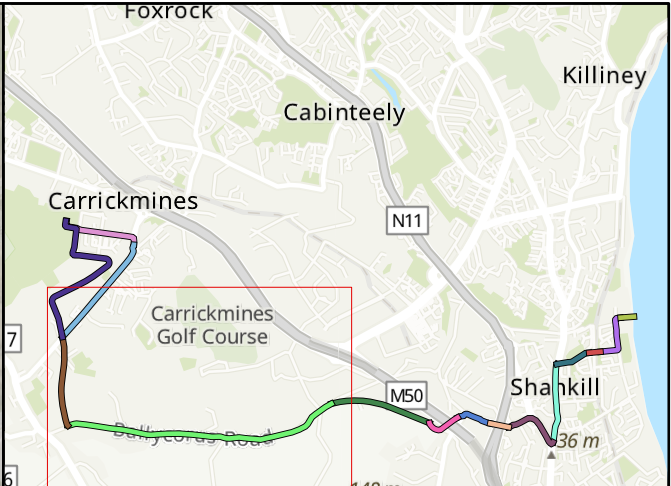 Foxrock
Killiney
Cabinteely
Carrickmines
N11
Carrickmines
Golf Course
7
M50
Shankill
Ballycorus Road
36 m
6